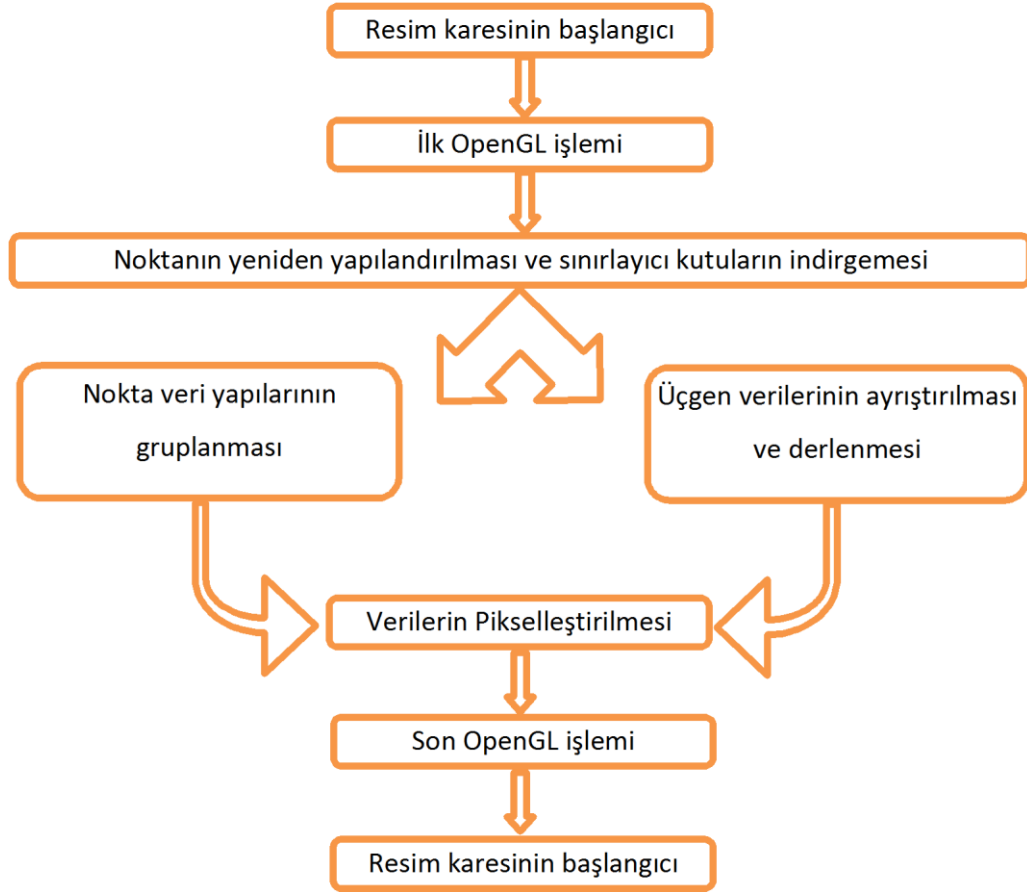 Resim karesinin başlangıcı
İlk OpenGL işlemi
Noktanın yeniden yapılandırılması ve sınırlayıcı kutuların indirgemesi
Nokta veri yapılarının
gruplanması
Üçgen verilerinin ayrıştırılması
ve derlenmesi
Verilerin Pikselleştirilmesi
Son OpenGL işlemi
Resim karesinin başlangıcı